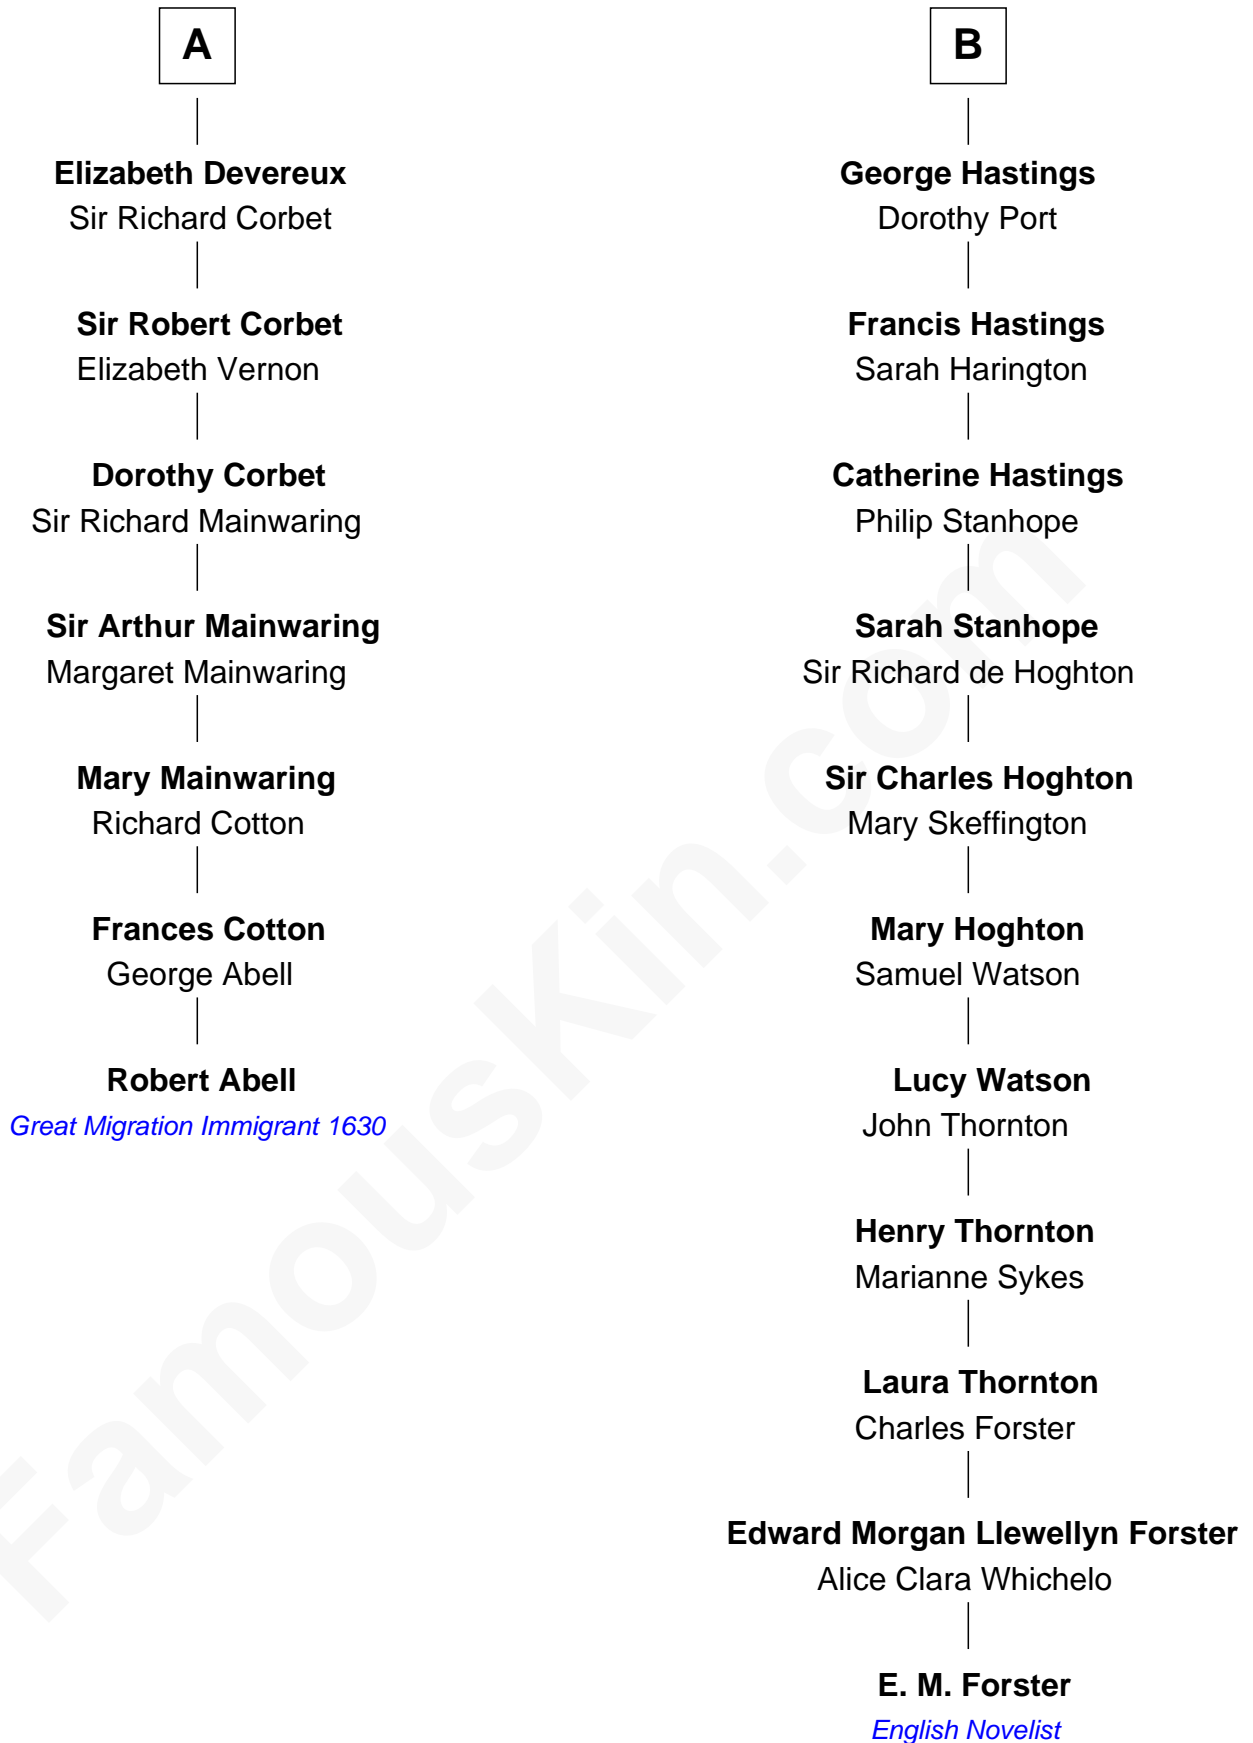 A
Elizabeth Devereux
Sir Richard Corbet
Sir Robert Corbet
Elizabeth Vernon
Dorothy Corbet
Sir Richard Mainwaring
Sir Arthur Mainwaring
Margaret Mainwaring
Mary Mainwaring
Richard Cotton
Frances Cotton
George Abell
Robert Abell
Great Migration Immigrant 1630
B
George Hastings
Dorothy Port
Francis Hastings
Sarah Harington
Catherine Hastings
Philip Stanhope
Sarah Stanhope
Sir Richard de Hoghton
Sir Charles Hoghton
Mary Skeffington
Mary Hoghton
Samuel Watson
Lucy Watson
John Thornton
Henry Thornton
Marianne Sykes
Laura Thornton
Charles Forster
Edward Morgan Llewellyn Forster
Alice Clara Whichelo
E. M. Forster
English Novelist
FamousKin.com